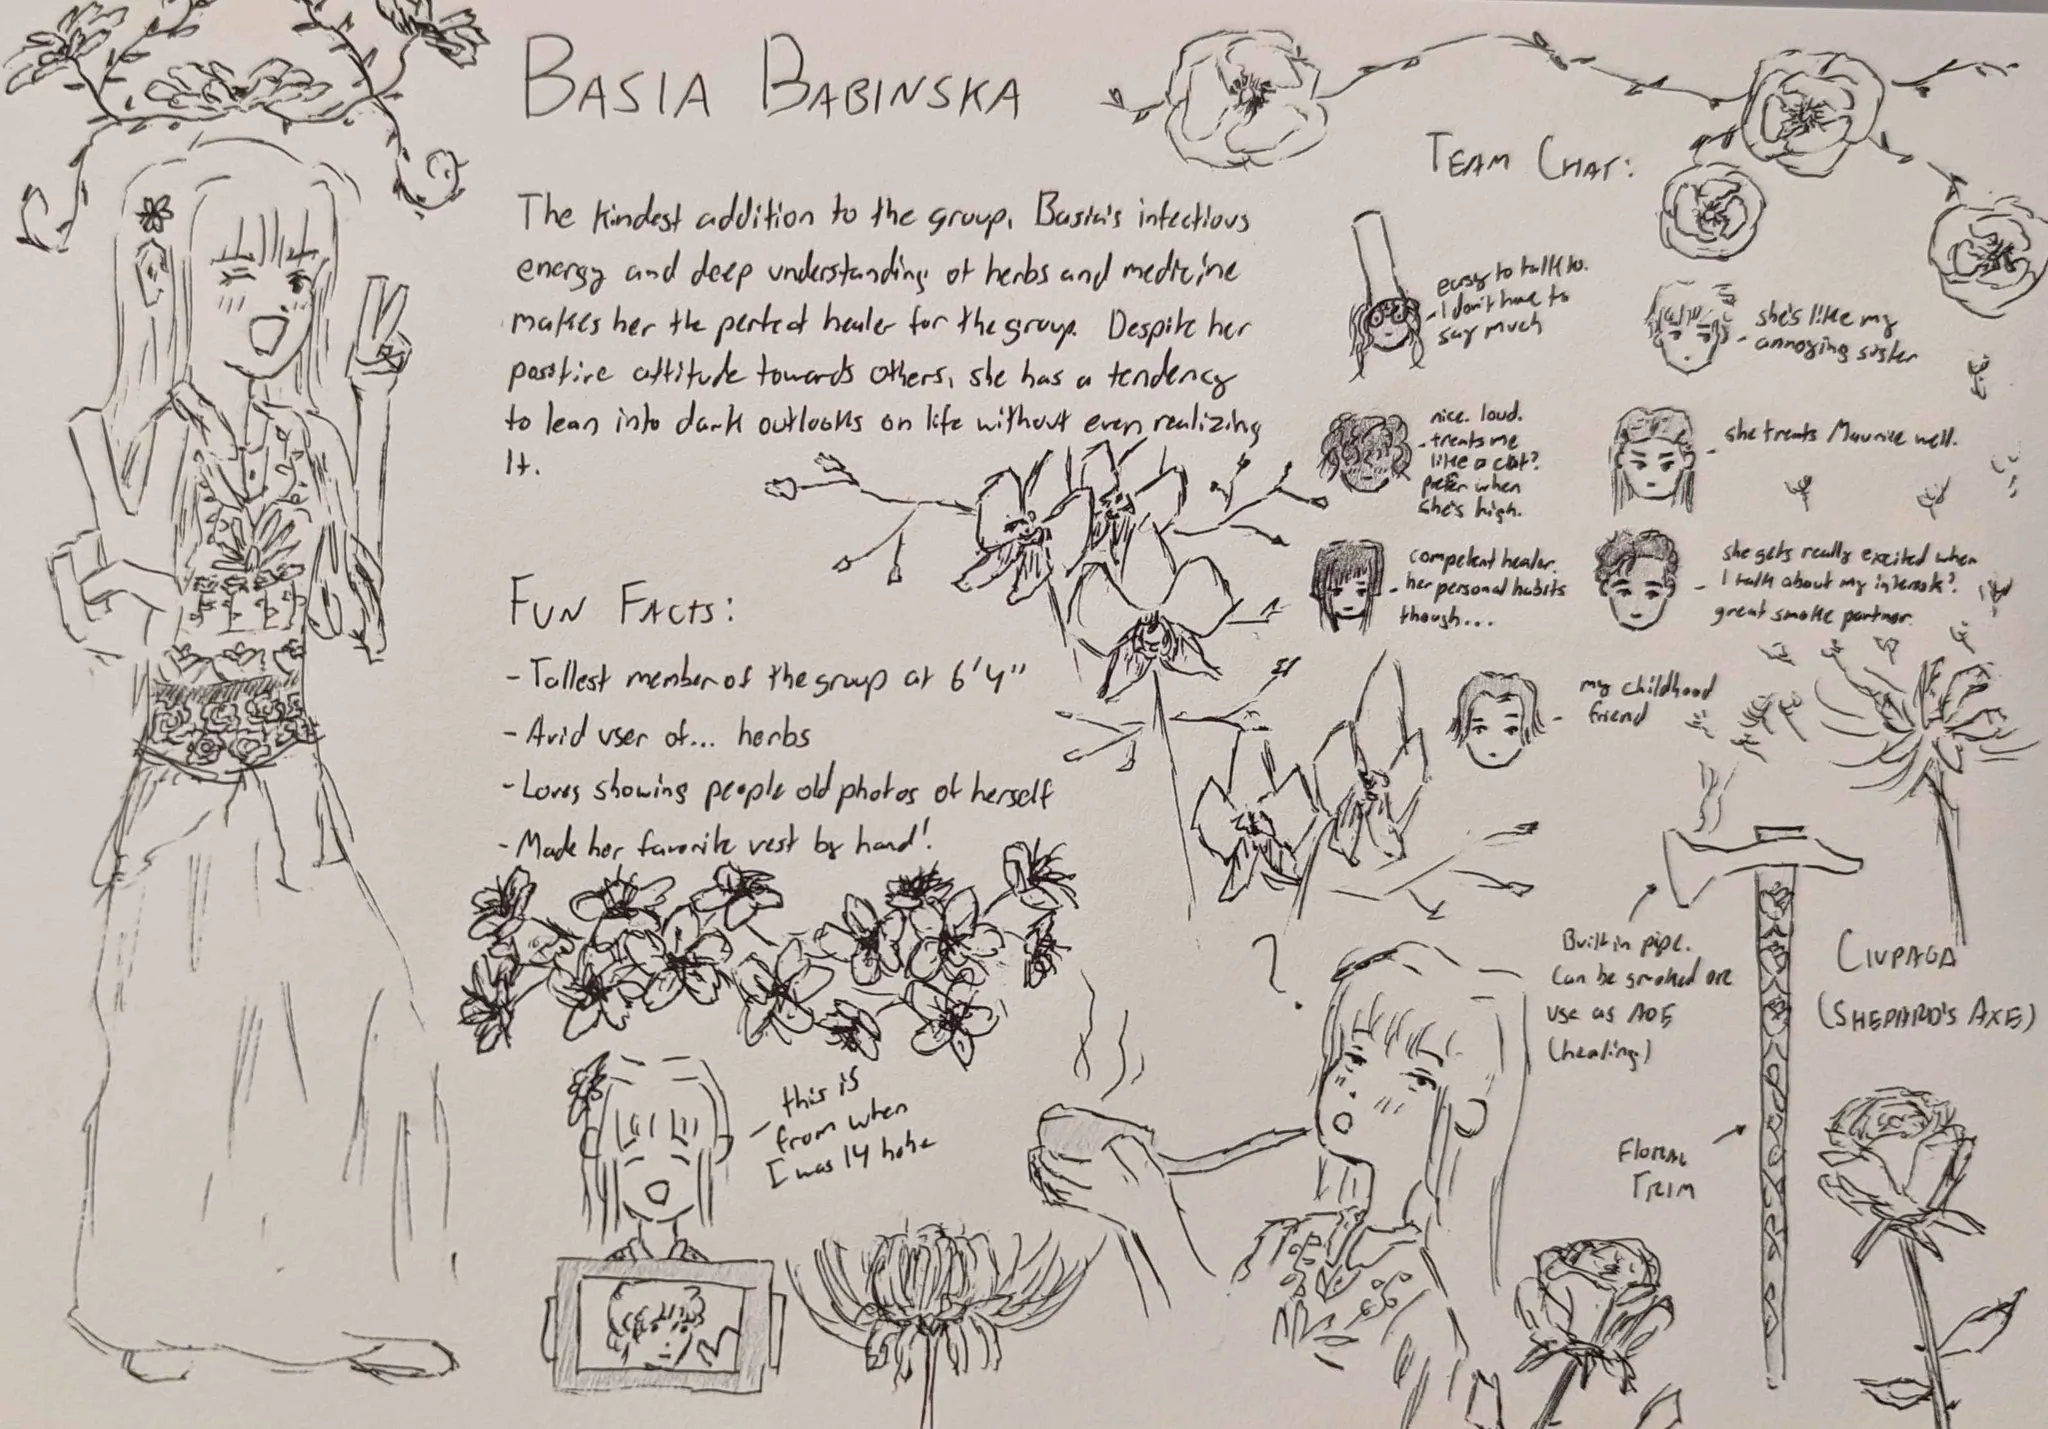 BASIA BABINSKA
The kindest addition to the group, Basia's infectious
energy and deep understanding of herbs and medicine
makes her the perfect healer for the group. Despite her
positive attitude towards others, she has a tendency
to lean into dark outlooks on life without even realizing
it.
FUN FACTS:
- Tallest member of the group at 6'4"
- Avid user of... herbs
- Loves showing people old photos of herself
- Made her favorite vest by hand!
- this is
from when
I was 14 hehe
TEAM CHAT:
easy to talk to.
- I don't have to
say much
she's like my
- annoying sister
nice. loud.
- treats me
like a cat?
prefer when
she's high.
- she treats Maurice well.
competent healer.
- her personal habits
though...
she gets really excited when
- I talk about my interests?
great smoke partner.
my childhood
- friend
?
Built in pipe.
Can be smoked or
use as AOE
(healing)
CIUPAGA
(SHEPARD'S AXE)
FLORAL
TRIM